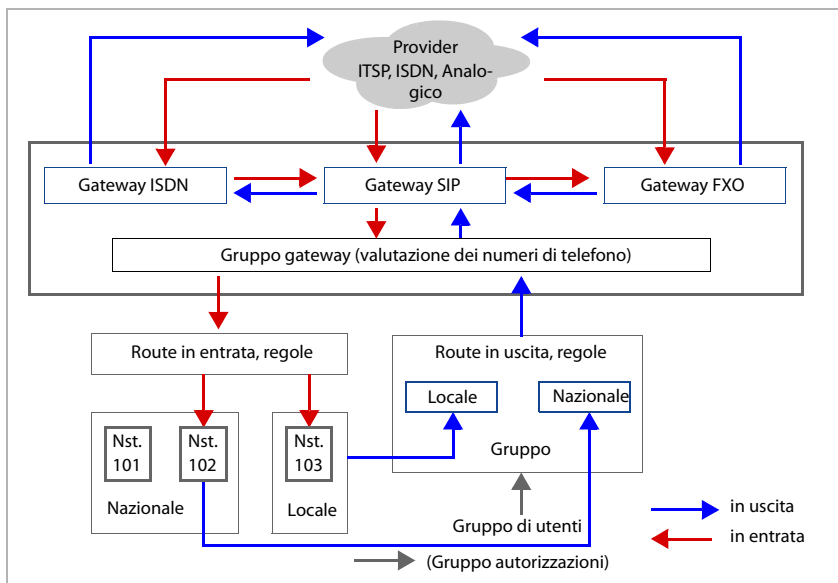 Provider
ITSP, ISDN, Analo-
gico
Gateway ISDN
Gateway SIP
Gateway FXO
Gruppo gateway (valutazione dei numeri di telefono)
Route in entrata, regole
Route in uscita, regole
Locale
Nazionale
Nst.
101
Nst.
102
Nst.
103
Gruppo
Nazionale
Locale
Gruppo di utenti
in uscita
in entrata
(Gruppo autorizzazioni)